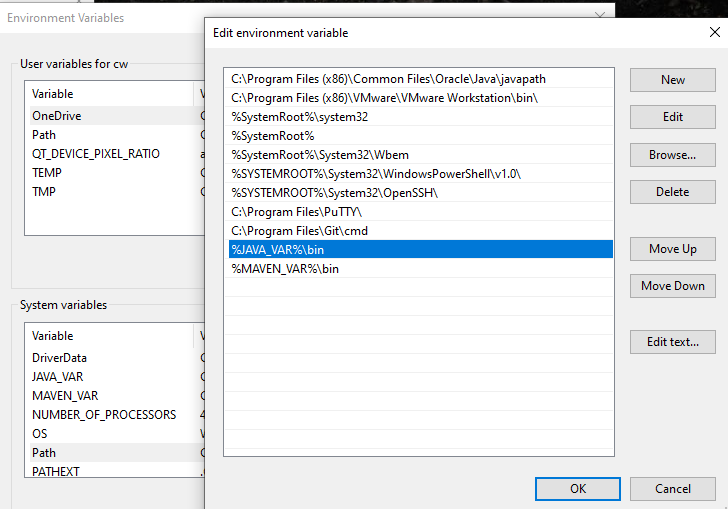 Environment Variables
User variables for cw
Variable
OneDrive
Path
QT_DEVICE_PIXEL_RATIO
TEMP
TMP
System variables
Variable
DriverData
JAVA_VAR
MAVEN_VAR
NUMBER_OF_PROCESSORS
OS
Path
PATHEXT
Edit environment variable
C:\Program Files (x86)\Common Files\Oracle\Java\javapath
C:\Program Files (x86)\VMware\VMware Workstation\bin\
%SystemRoot%\system32
%SystemRoot%
%SystemRoot%\System32\Wbem
%SYSTEMROOT%\System32\WindowsPowerShell\v1.0\
%SYSTEMROOT%\System32\OpenSSH\
C:\Program Files\PuTTY\
C:\Program Files\Git\cmd
%JAVA_VAR%\bin
%MAVEN_VAR%\bin
New
Edit
Browse...
Delete
Move Up
Move Down
Edit text...
OK
Cancel